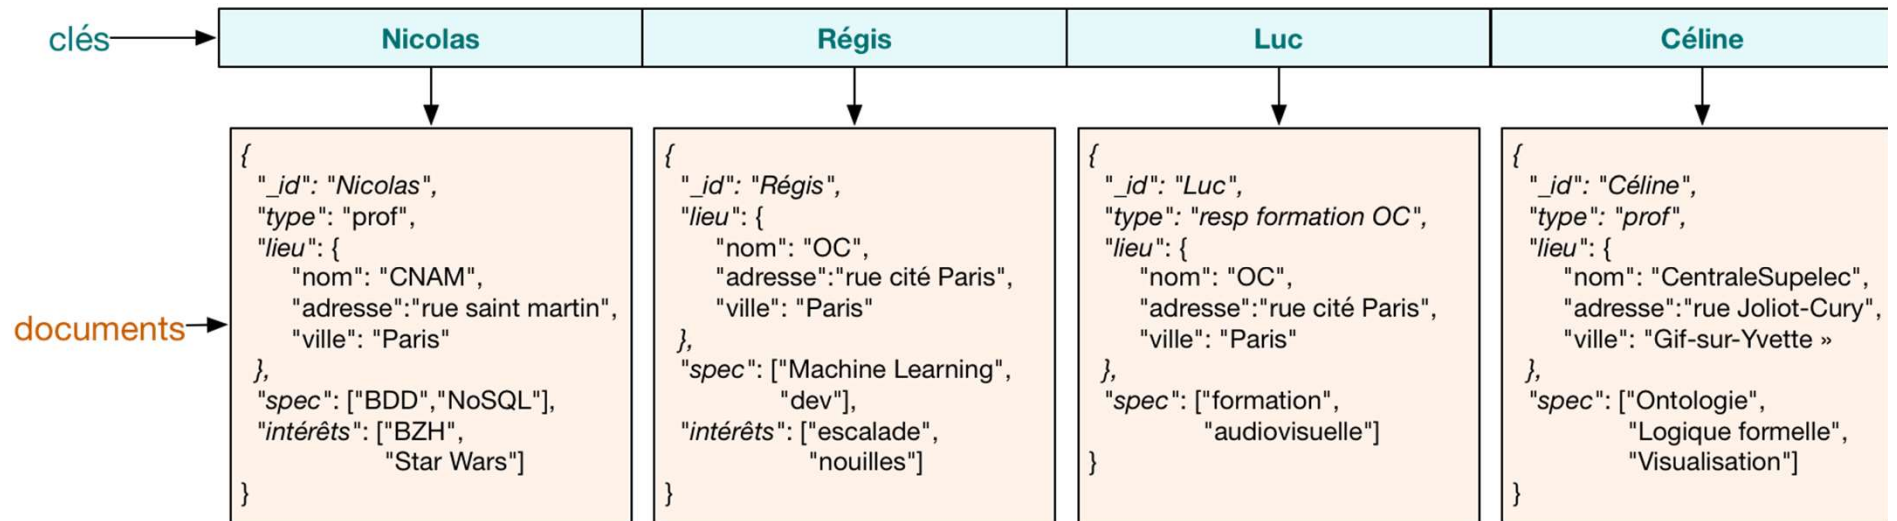 clés
Nicolas
Régis
Luc
Céline
documents
{
"_id": "Nicolas",
"type": "prof",
"lieu": {
"nom": "CNAM",
"adresse":"rue saint martin",
"ville": "Paris"
},
"spec": ["BDD","NoSQL"],
"intérêts": ["BZH",
"Star Wars"]
}
{
"_id": "Régis",
"lieu": {
"nom": "OC",
"adresse":"rue cité Paris",
"ville": "Paris"
},
"spec": ["Machine Learning",
"dev"],
"intérêts": ["escalade",
"nouilles"]
}
{
"_id": "Luc",
"type": "resp formation OC",
"lieu": {
"nom": "OC",
"adresse":"rue cité Paris",
"ville": "Paris"
},
"spec": ["formation",
"audiovisuelle"]
}
{
"_id": "Céline",
"type": "prof",
"lieu": {
"nom": "CentraleSupelec",
"adresse":"rue Joliot-Cury",
"ville": "Gif-sur-Yvette »
},
"spec": ["Ontologie",
"Logique formelle",
"Visualisation"]
}